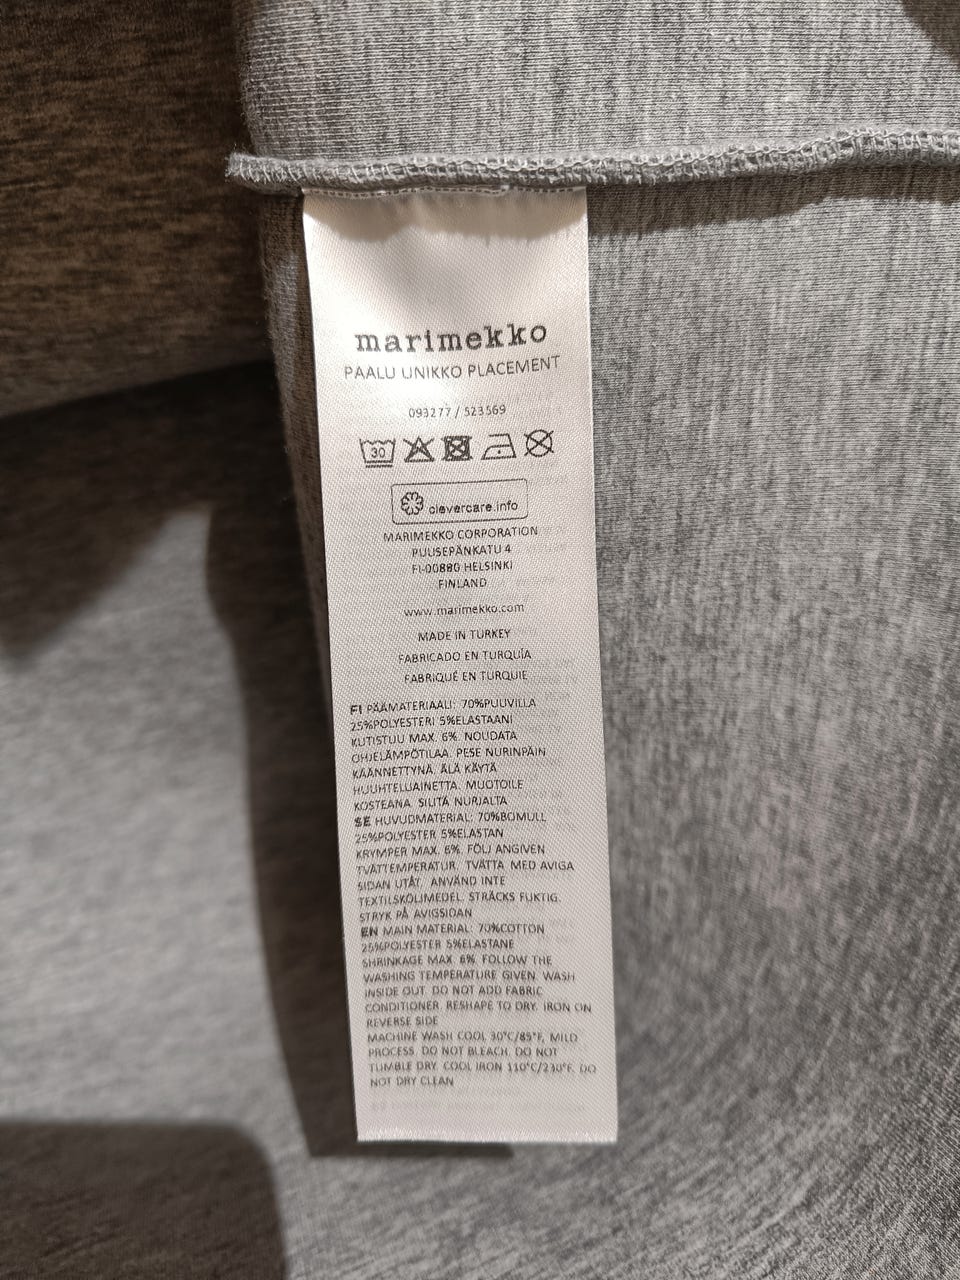 marimekko
PAALU UNIKKO PLACEMENT
093277 / 523569
30
clevercare.info
MARIMEKKO CORPORATION
PUUSEPÄNKATU 4
FI-00880 HELSINKI
FINLAND
www.marimekko.com
MADE IN TURKEY
FABRICADO EN TURQUÍA
FABRIQUÉ EN TURQUIE
FI PÄÄMATERIAALI: 70%PUUVILLA
25%POLYESTERI 5%ELASTAANI
KUTISTUU MAX. 6%. NOUDATA
OHJELÄMPÖTILAA. PESE NURINPÄIN
KÄÄNNETTYNÄ. ÄLÄ KÄYTÄ
HUUHTELUAINETTA. MUOTOILE
KOSTEANA. SILITÄ NURJALTA
SE HUVUDMATERIAL: 70%BOMULL
25%POLYESTER 5%ELASTAN
KRYMPER MAX. 6%. FÖLJ ANGIVEN
TVÄTTEMPERATUR. TVÄTTA MED AVIGA
SIDAN UTÅT. ANVÄND INTE
TEXTILSKÖLJMEDEL. STRÄCKS FUKTIG.
STRYK PÅ AVIGSIDAN
EN MAIN MATERIAL: 70%COTTON
25%POLYESTER 5%ELASTANE
SHRINKAGE MAX. 6%. FOLLOW THE
WASHING TEMPERATURE GIVEN. WASH
INSIDE OUT. DO NOT ADD FABRIC
CONDITIONER. RESHAPE TO DRY. IRON ON
REVERSE SIDE
MACHINE WASH COOL 30°C/85°F, MILD
PROCESS. DO NOT BLEACH. DO NOT
TUMBLE DRY. COOL IRON 110°C/230°F. DO
NOT DRY CLEAN